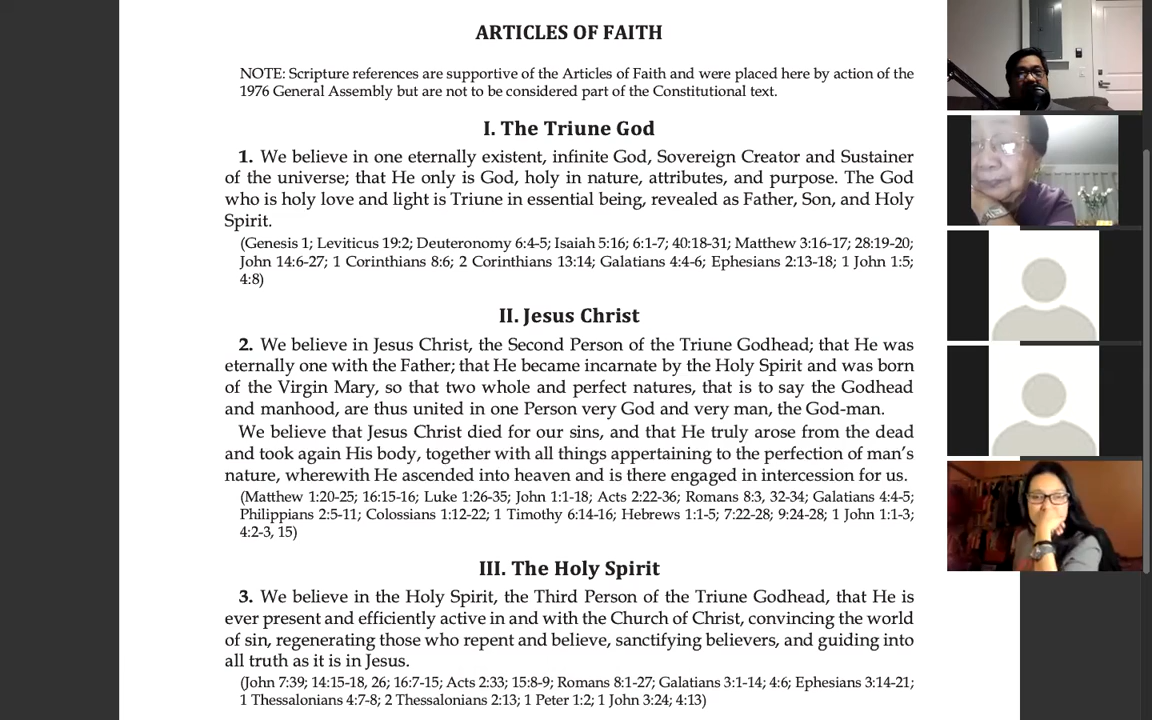 ARTICLES OF FAITH
NOTE: Scripture references are supportive of the Articles of Faith and were placed here by action of the
1976 General Assembly but are not to be considered part of the Constitutional text.
I. The Triune God
1. We believe in one eternally existent, infinite God, Sovereign Creator and Sustainer
of the universe; that He only is God, holy in nature, attributes, and purpose. The God
who is holy love and light is Triune in essential being, revealed as Father, Son, and Holy
Spirit.
(Genesis 1; Leviticus 19:2; Deuteronomy 6:4-5; Isaiah 5:16; 6:1-7; 40:18-31; Matthew 3:16-17; 28:19-20;
John 14:6-27; 1 Corinthians 8:6; 2 Corinthians 13:14; Galatians 4:4-6; Ephesians 2:13-18; 1 John 1:5;
4:8)
II. Jesus Christ
2. We believe in Jesus Christ, the Second Person of the Triune Godhead; that He was
eternally one with the Father; that He became incarnate by the Holy Spirit and was born
of the Virgin Mary, so that two whole and perfect natures, that is to say the Godhead
and manhood, are thus united in one Person very God and very man, the God-man.
We believe that Jesus Christ died for our sins, and that He truly arose from the dead
and took again His body, together with all things appertaining to the perfection of man's
nature, wherewith He ascended into heaven and is there engaged in intercession for us.
(Matthew 1:20-25; 16:15-16; Luke 1:26-35; John 1:1-18; Acts 2:22-36; Romans 8:3, 32-34; Galatians 4:4-5;
Philippians 2:5-11; Colossians 1:12-22; 1 Timothy 6:14-16; Hebrews 1:1-5; 7:22-28; 9:24-28; 1 John 1:1-3;
4:2-3, 15)
III. The Holy Spirit
3. We believe in the Holy Spirit, the Third Person of the Triune Godhead, that He is
ever present and efficiently active in and with the Church of Christ, convincing the world
of sin, regenerating those who repent and believe, sanctifying believers, and guiding into
all truth as it is in Jesus.
(John 7:39; 14:15-18, 26; 16:7-15; Acts 2:33; 15:8-9; Romans 8:1-27; Galatians 3:1-14; 4:6; Ephesians 3:14-21;
1 Thessalonians 4:7-8; 2 Thessalonians 2:13; 1 Peter 1:2; 1 John 3:24; 4:13)